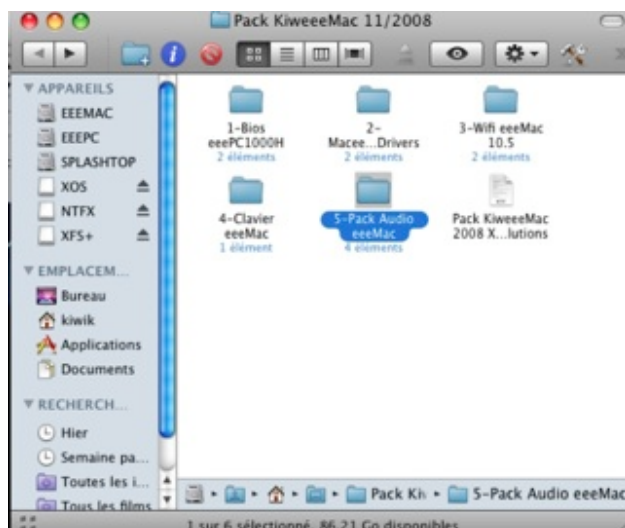 Pack KiweeeMac 11/2008
APPAREILS
EEEMAC
EEEPC
SPLASHTOP
XOS
NTFX
XFS+
EMPLACEM...
Bureau
kiwik
Applications
Documents
RECHERCH...
Hier
Semaine pa...
Toutes les i...
Tous les films
1-Bios
eeePC1000H
2 éléments
2-
Macee...Drivers
2 éléments
3-Wifi eeeMac
10.5
2 éléments
4-Clavier
eeeMac
1 élément
5-Pack Audio
eeeMac
4 éléments
Pack KiweeeMac
2008 X...lutions
Pack Kiv
5-Pack Audio eeeMac
1 sur 6 sélectionné, 86,21 Go disponibles